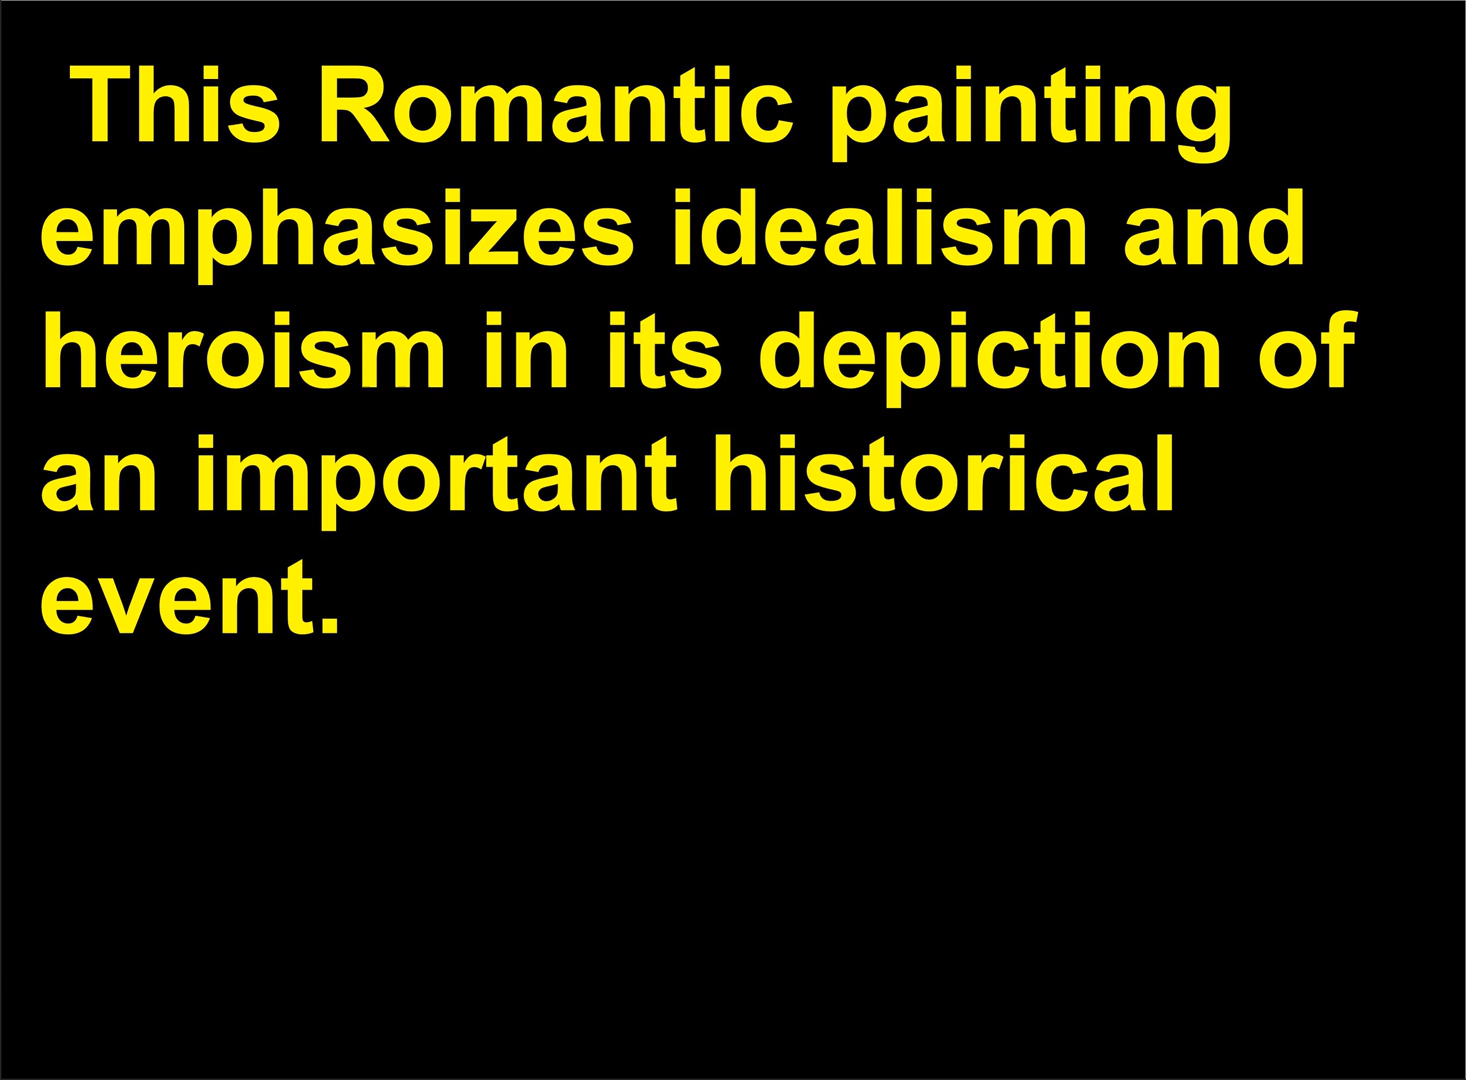 This Romantic painting
emphasizes idealism and
heroism in its depiction of
an important historical
event.